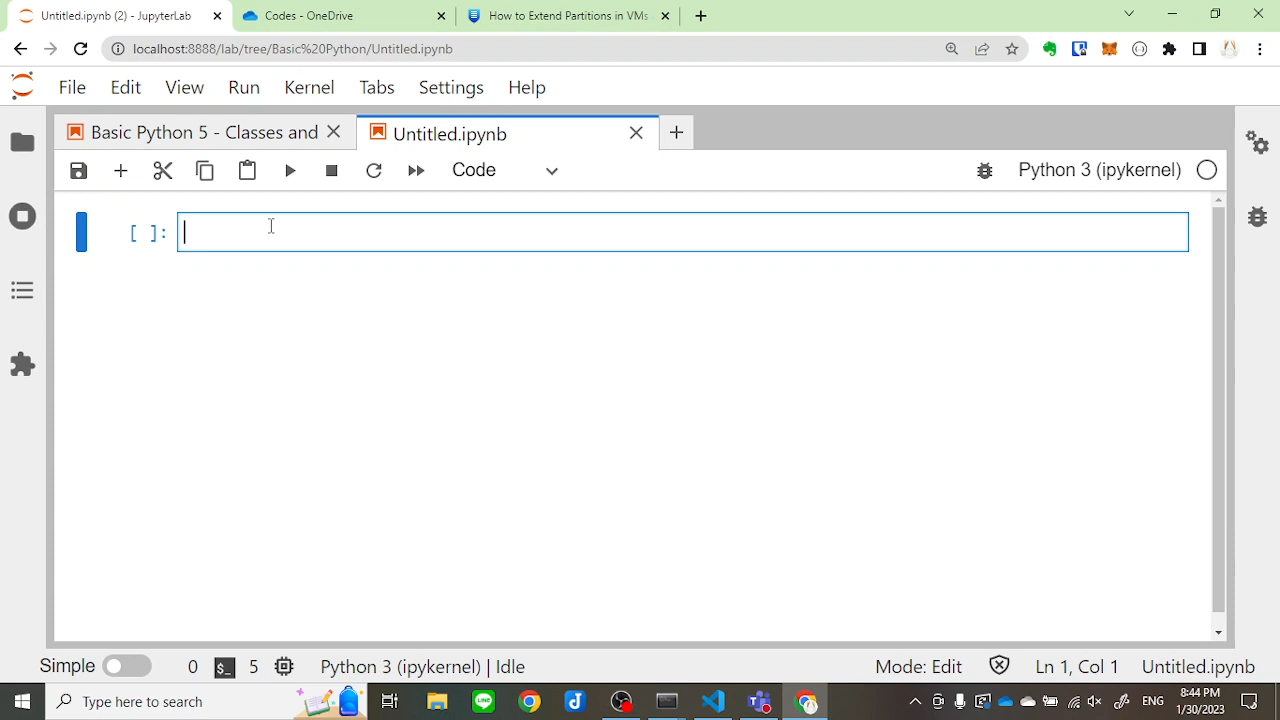 Untitled.ipynb (2) - JupyterLab
Codes - OneDrive
How to Extend Partitions in VMs
localhost:8888/lab/tree/Basic%20Python/Untitled.ipynb
File Edit View Run Kernel Tabs Settings Help
Basic Python 5 - Classes and
Untitled.ipynb
Code
Python 3 (ipykernel)
[ ]:
Simple 0 $_ 5 Python 3 (ipykernel) | Idle Mode: Edit Ln 1, Col 1 Untitled.ipynb
Type here to search
LINE
ENG
8:44 PM
1/30/2023